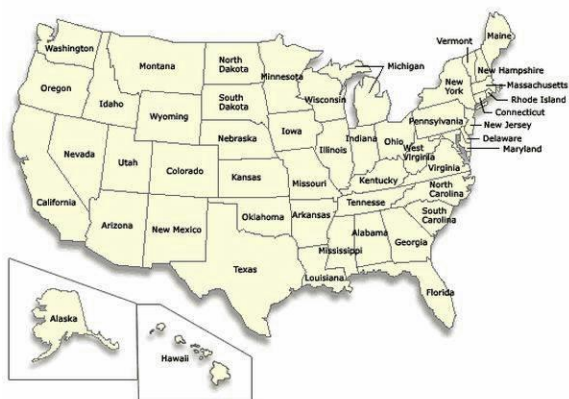 Washington
Oregon
California
Nevada
Idaho
Montana
Wyoming
Utah
Arizona
Colorado
New Mexico
North
Dakota
South
Dakota
Nebraska
Kansas
Oklahoma
Texas
Minnesota
Iowa
Missouri
Arkansas
Louisiana
Wisconsin
Illinois
Michigan
Indiana
Ohio
Kentucky
Tennesse
Mississippi
Alabama
Georgia
Florida
South
Carolina
North
Carolina
Virginia
West
Virginia
Pennsylvania
New
York
Vermont
Maine
New Hampshire
Massachusetts
Rhode Island
Connecticut
New Jersey
Delaware
Maryland
Alaska
Hawaii